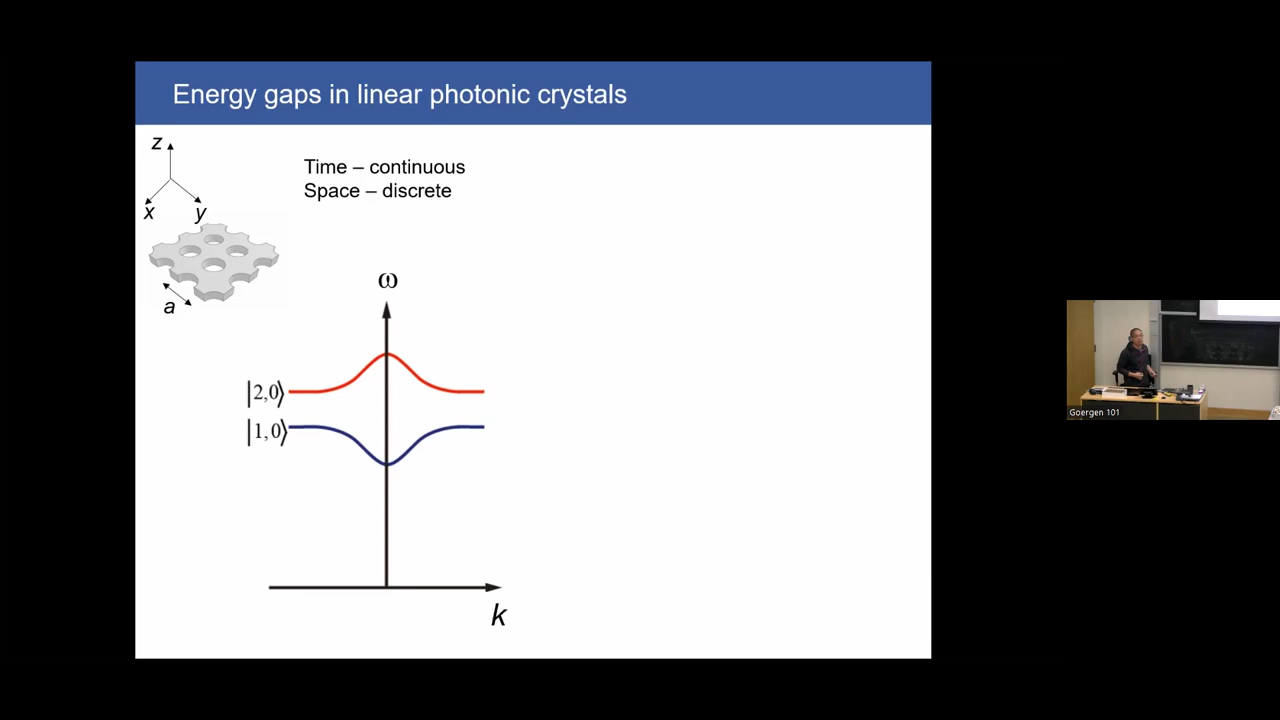 Energy gaps in linear photonic crystals
z
x
y
a
Time – continuous
Space – discrete
ω
|2,0⟩
|1,0⟩
k
Goergen 101